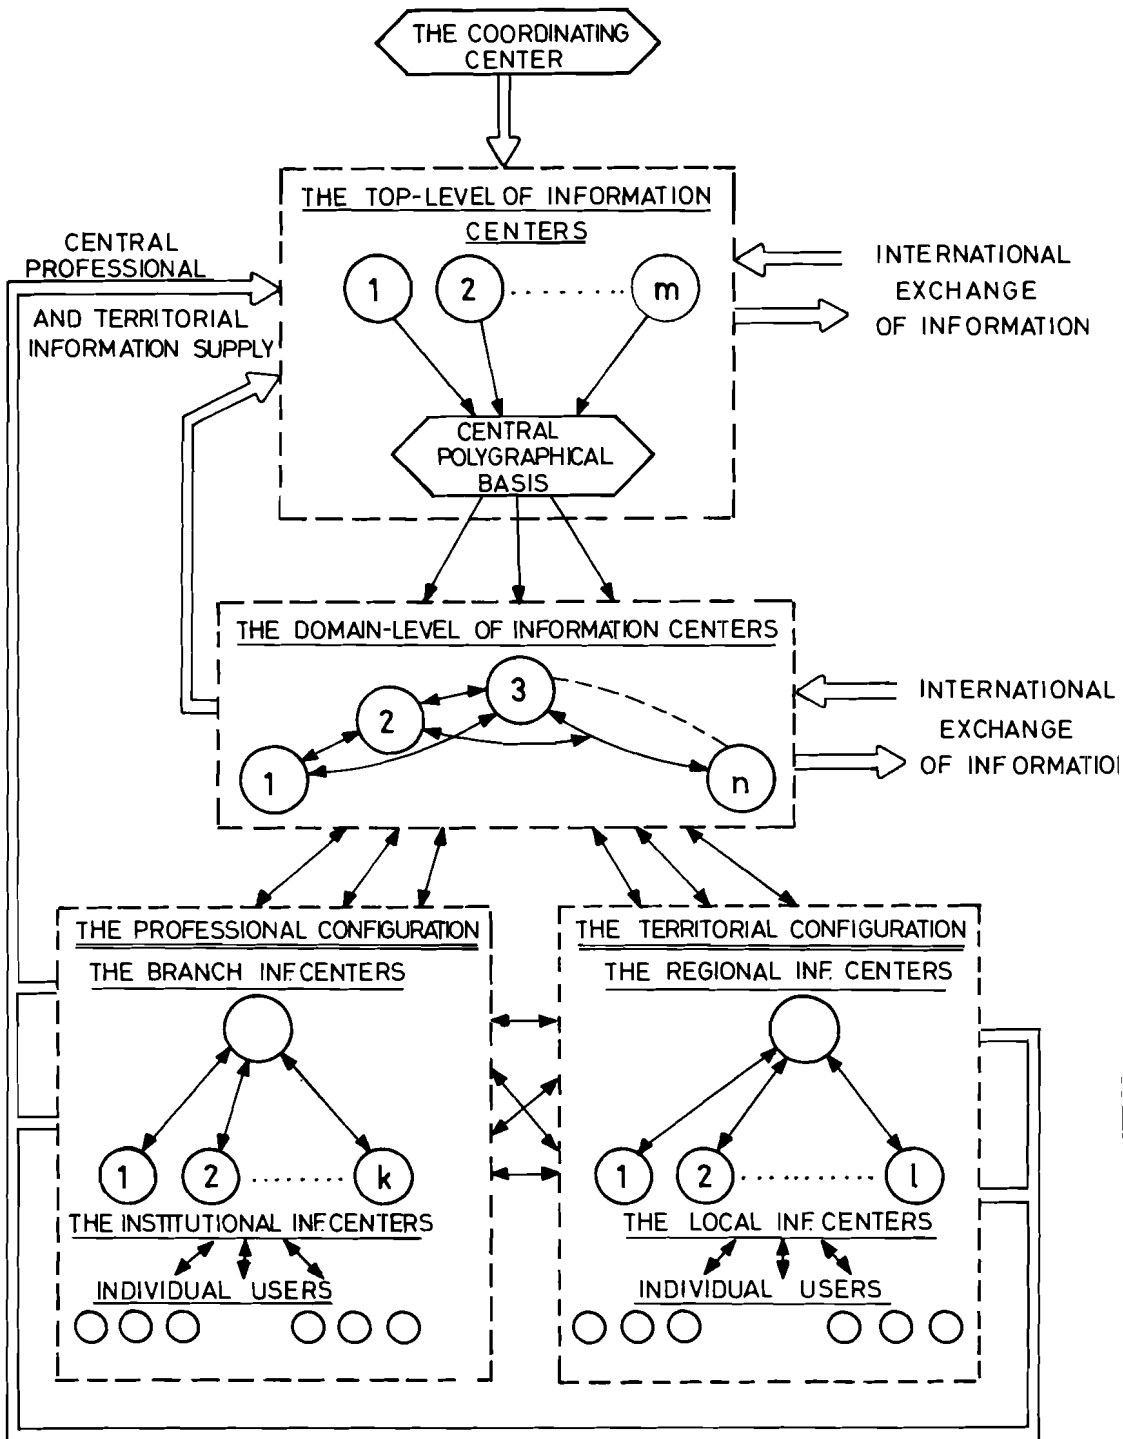 THE COORDINATING
CENTER
THE TOP-LEVEL OF INFORMATION
CENTERS
CENTRAL
PROFESSIONAL
AND TERRITORIAL
INFORMATION SUPPLY
1
2
m
INTERNATIONAL
EXCHANGE
OF INFORMATION
CENTRAL
POLYGRAPHICAL
BASIS
THE DOMAIN-LEVEL OF INFORMATION CENTERS
3
2
1
n
INTERNATIONAL
EXCHANGE
OF INFORMATIO
THE PROFESSIONAL CONFIGURATION
THE BRANCH INF. CENTERS
1
2
k
THE INSTITUTIONAL INF. CENTERS
INDIVIDUAL USERS
THE TERRITORIAL CONFIGURATION
THE REGIONAL INF. CENTERS
1
2
l
THE LOCAL INF. CENTERS
INDIVIDUAL USERS